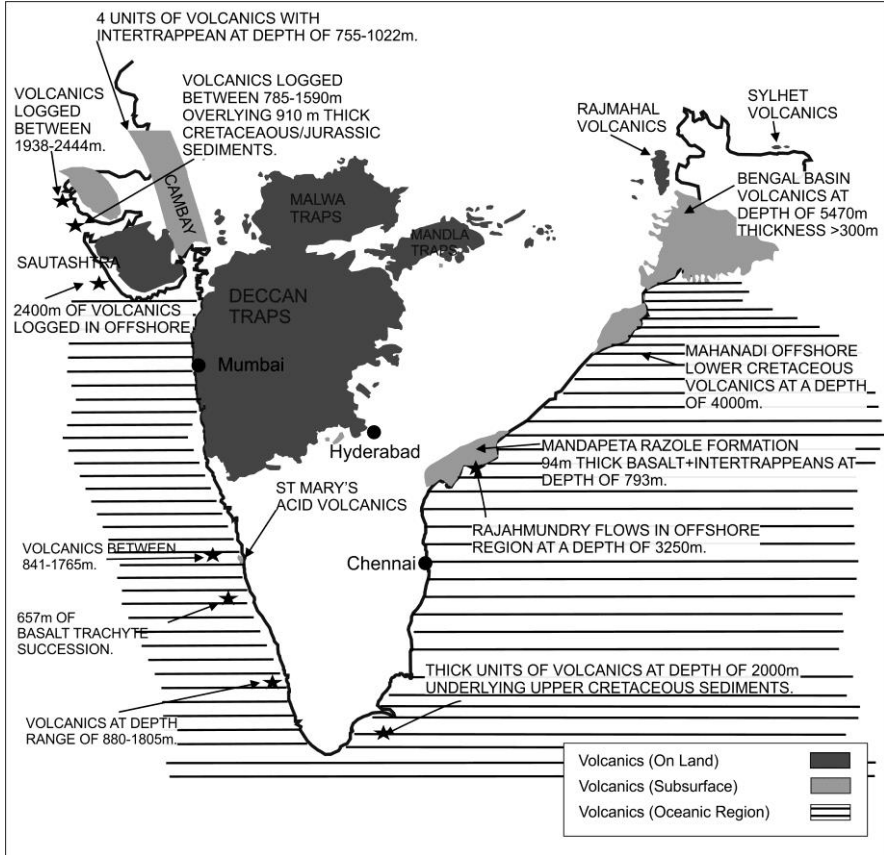 4 UNITS OF VOLCANICS WITH
INTERTRAPPEAN AT DEPTH OF 755-1022m.
VOLCANICS
LOGGED
BETWEEN
1938-2444m.
VOLCANICS LOGGED
BETWEEN 785-1590m
OVERLYING 910 m THICK
CRETACEAOUS/JURASSIC
SEDIMENTS.
RAJMAHAL
VOLCANICS
SYLHET
VOLCANICS
BENGAL BASIN
VOLCANICS AT
DEPTH OF 5470m
THICKNESS >300m
CAMBAY
MALWA
TRAPS
MANDLA
TRAPS
SAUTASHTRA
2400m OF VOLCANICS
LOGGED IN OFFSHORE
DECCAN
TRAPS
Mumbai
MAHANADI OFFSHORE
LOWER CRETACEOUS
VOLCANICS AT A DEPTH
OF 4000m.
Hyderabad
MANDAPETA RAZOLE FORMATION
94m THICK BASALT+INTERTRAPPEANS AT
DEPTH OF 793m.
ST MARY'S
ACID VOLCANICS
RAJAHMUNDRY FLOWS IN OFFSHORE
REGION AT A DEPTH OF 3250m.
VOLCANICS BETWEEN
841-1765m.
Chennai
657m OF
BASALT TRACHYTE
SUCCESSION.
THICK UNITS OF VOLCANICS AT DEPTH OF 2000m
UNDERLYING UPPER CRETACEOUS SEDIMENTS.
VOLCANICS AT DEPTH
RANGE OF 880-1805m.
Volcanics (On Land)
Volcanics (Subsurface)
Volcanics (Oceanic Region)